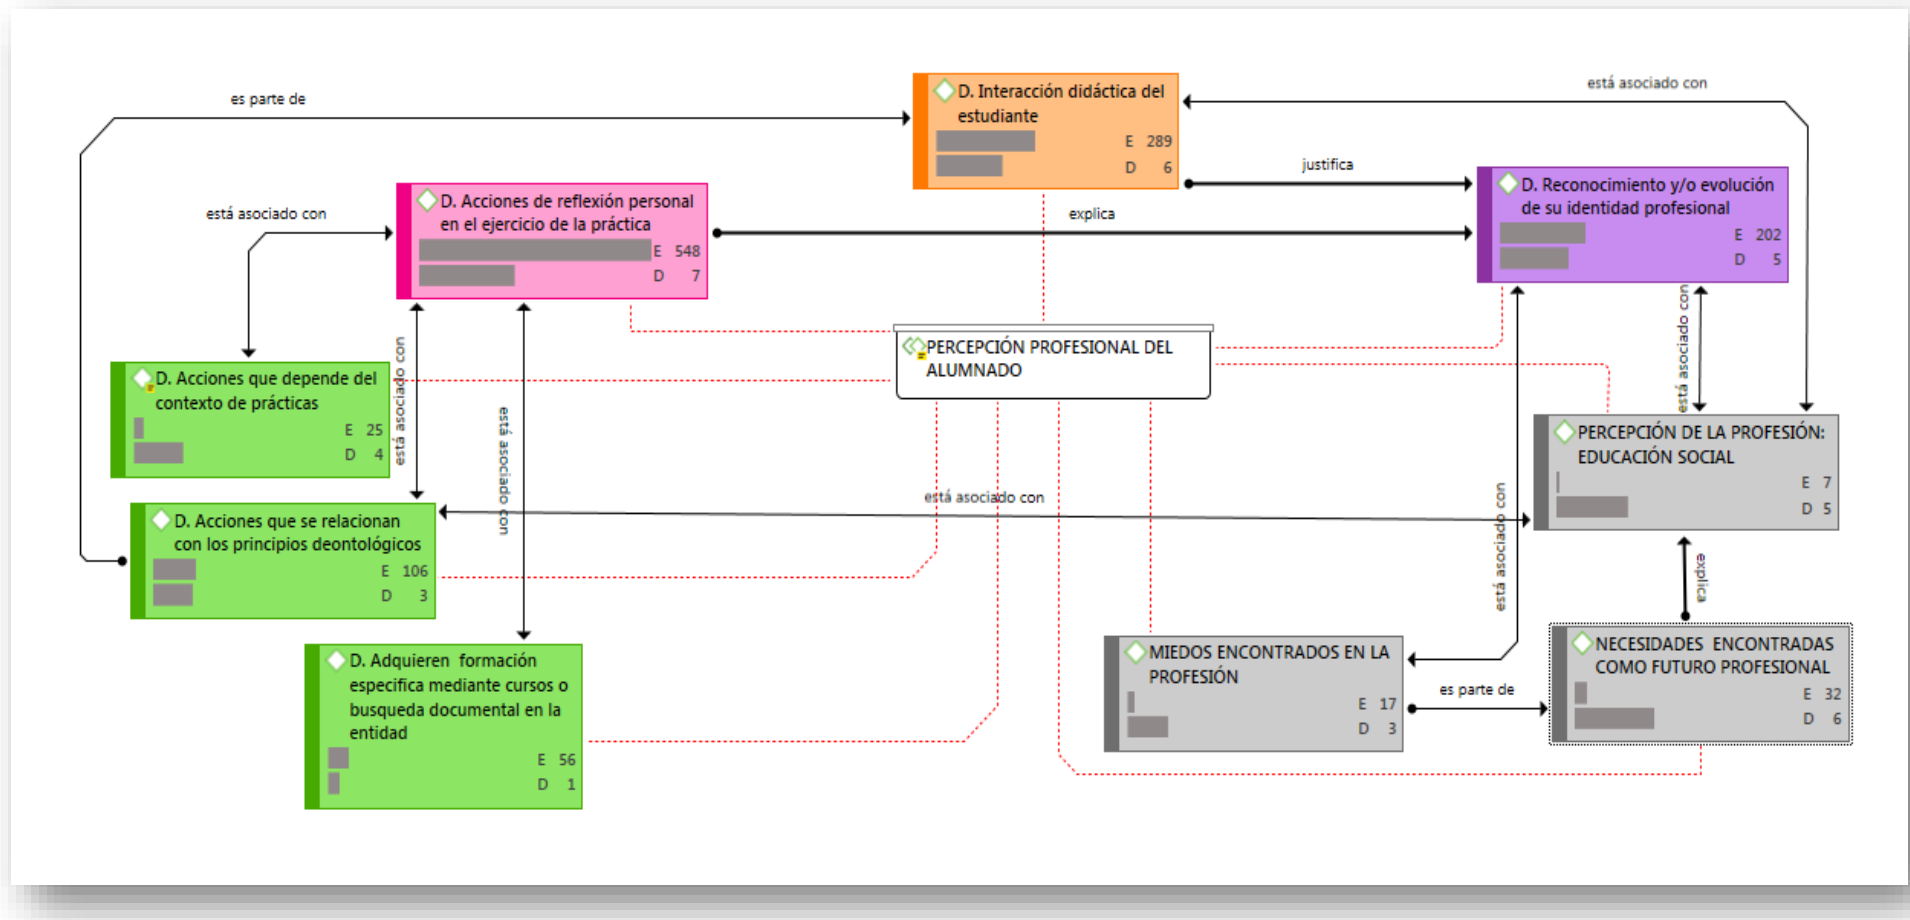 es parte de
D. Interacción didáctica del
estudiante
E 289
D 6
está asociado con
justifica
D. Reconocimiento y/o evolución
de su identidad profesional
E 202
D 5
D. Acciones de reflexión personal
en el ejercicio de la práctica
E 548
D 7
está asociado con
explica
PERCEPCIÓN PROFESIONAL DEL
ALUMNADO
D. Acciones que depende del
contexto de prácticas
E 25
D 4
está asociado con
está asociado con
está asociado con
PERCEPCIÓN DE LA PROFESIÓN:
EDUCACIÓN SOCIAL
E 7
D 5
D. Acciones que se relacionan
con los principios deontológicos
E 106
D 3
está asociado con
está asociado con
explica
D. Adquieren formación
especifica mediante cursos o
busqueda documental en la
entidad
E 56
D 1
MIEDOS ENCONTRADOS EN LA
PROFESIÓN
E 17
D 3
es parte de
NECESIDADES ENCONTRADAS
COMO FUTURO PROFESIONAL
E 32
D 6